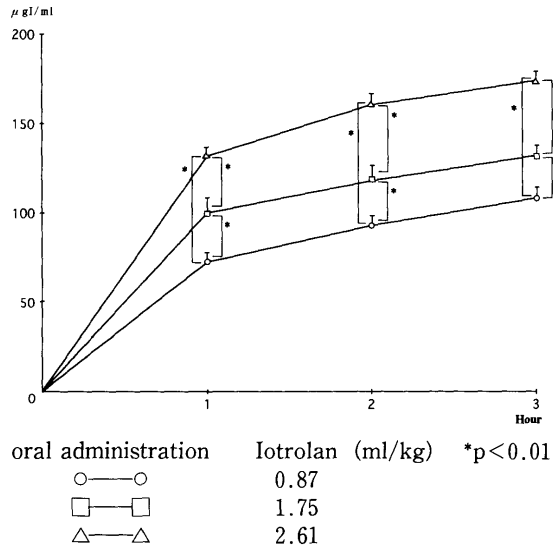 μ gI/ml
200
150
100
50
0
* * * * * * * * *
1 2 3
Hour
oral administration Iotrolan (ml/kg) *p<0.01
0.87
1.75
2.61